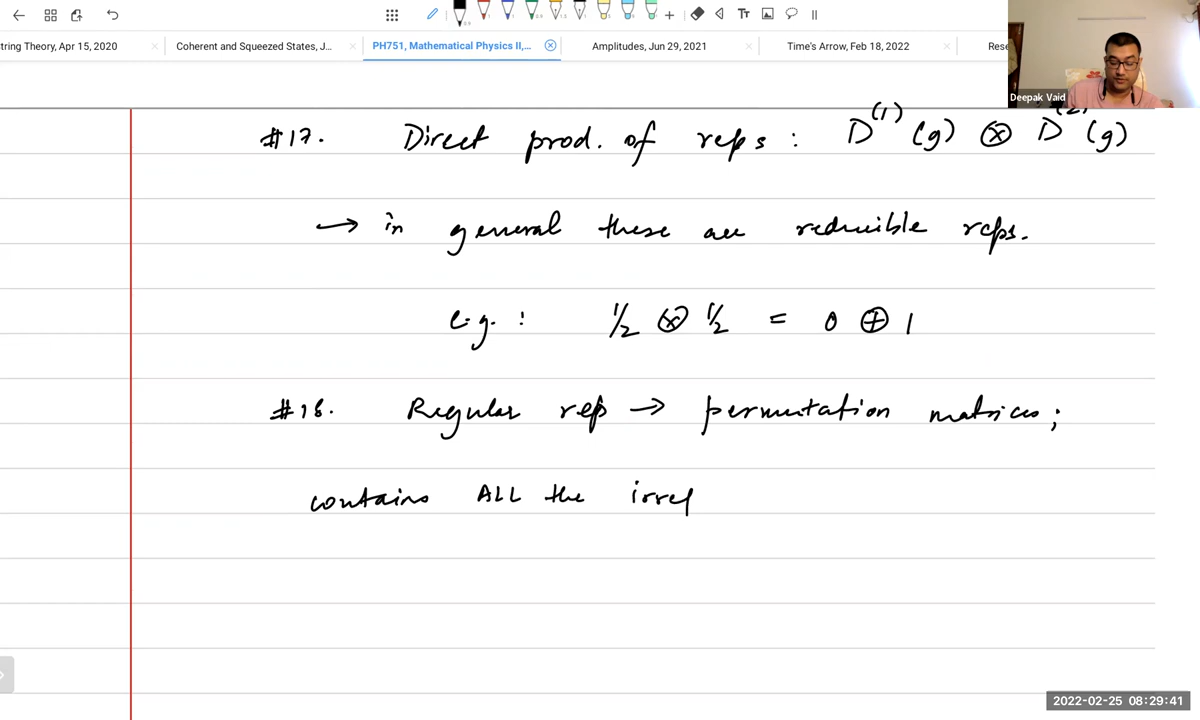 tring Theory, Apr 15, 2020
Coherent and Squeezed States, J...
PH751, Mathematical Physics II,...
Amplitudes, Jun 29, 2021
Time's Arrow, Feb 18, 2022
Rese
Deepak Vaid
#17. Direct prod. of reps : D^(1)(g) ⊗ D^(2)(g)
→ in general these are reducible reps.
e.g. : 1/2 ⊗ 1/2 = 0 ⊕ 1
#18. Regular rep → permutation matrices ;
contains ALL the irrep
2022-02-25 08:29:41